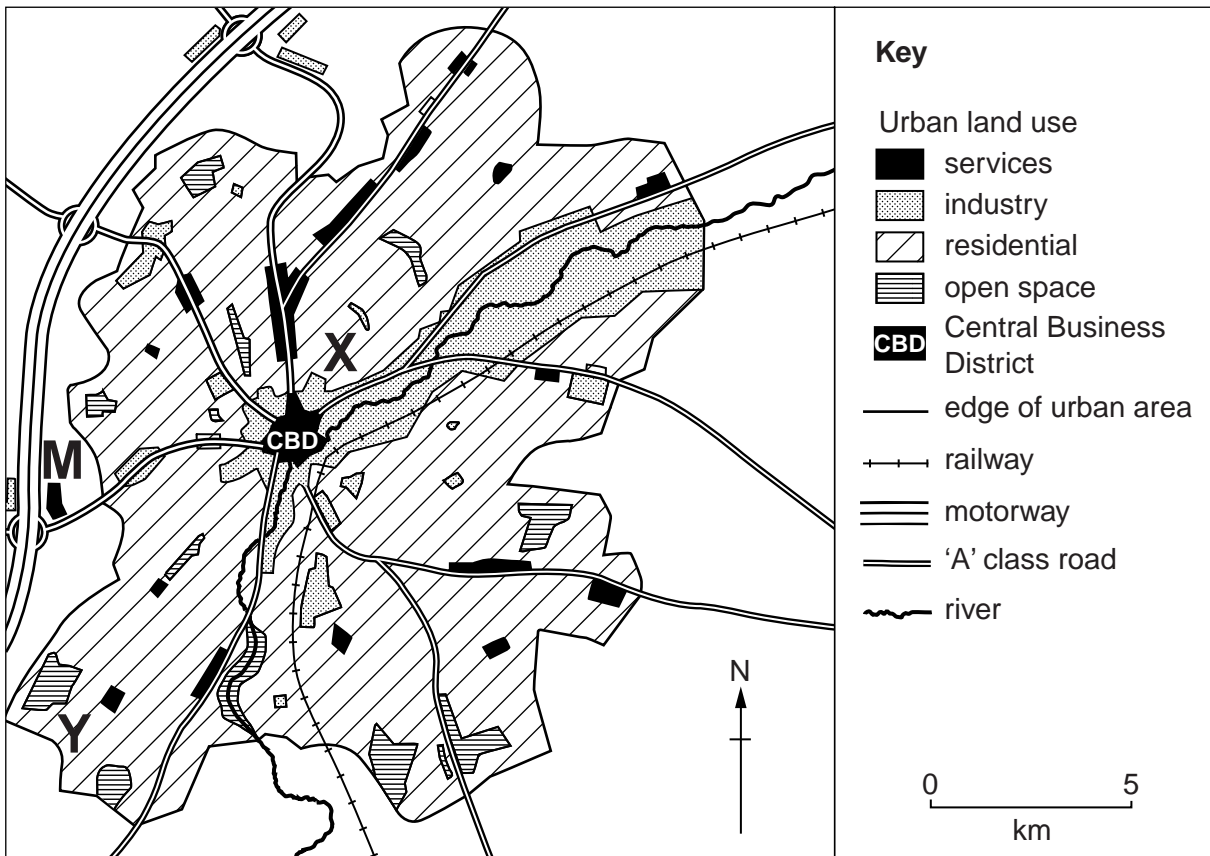 X
CBD
M
Y
N
Key
Urban land use
services
industry
residential
open space
CBD
Central Business
District
edge of urban area
railway
motorway
‘A’ class road
river
0
5
km